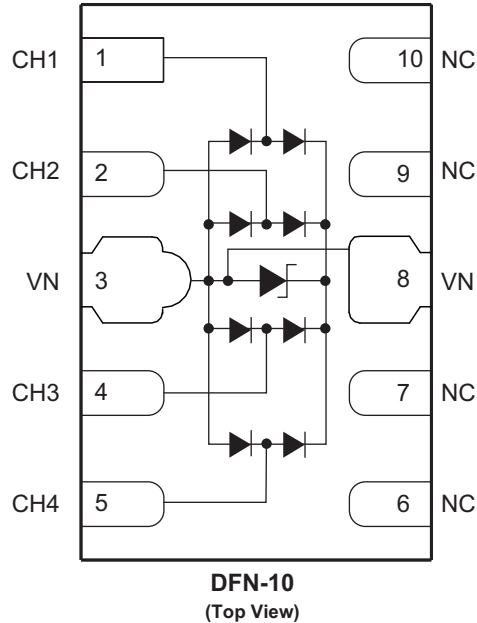 CH1 1 10 NC
CH2 2 9 NC
VN 3 8 VN
CH3 4 7 NC
CH4 5 6 NC
DFN-10
(Top View)